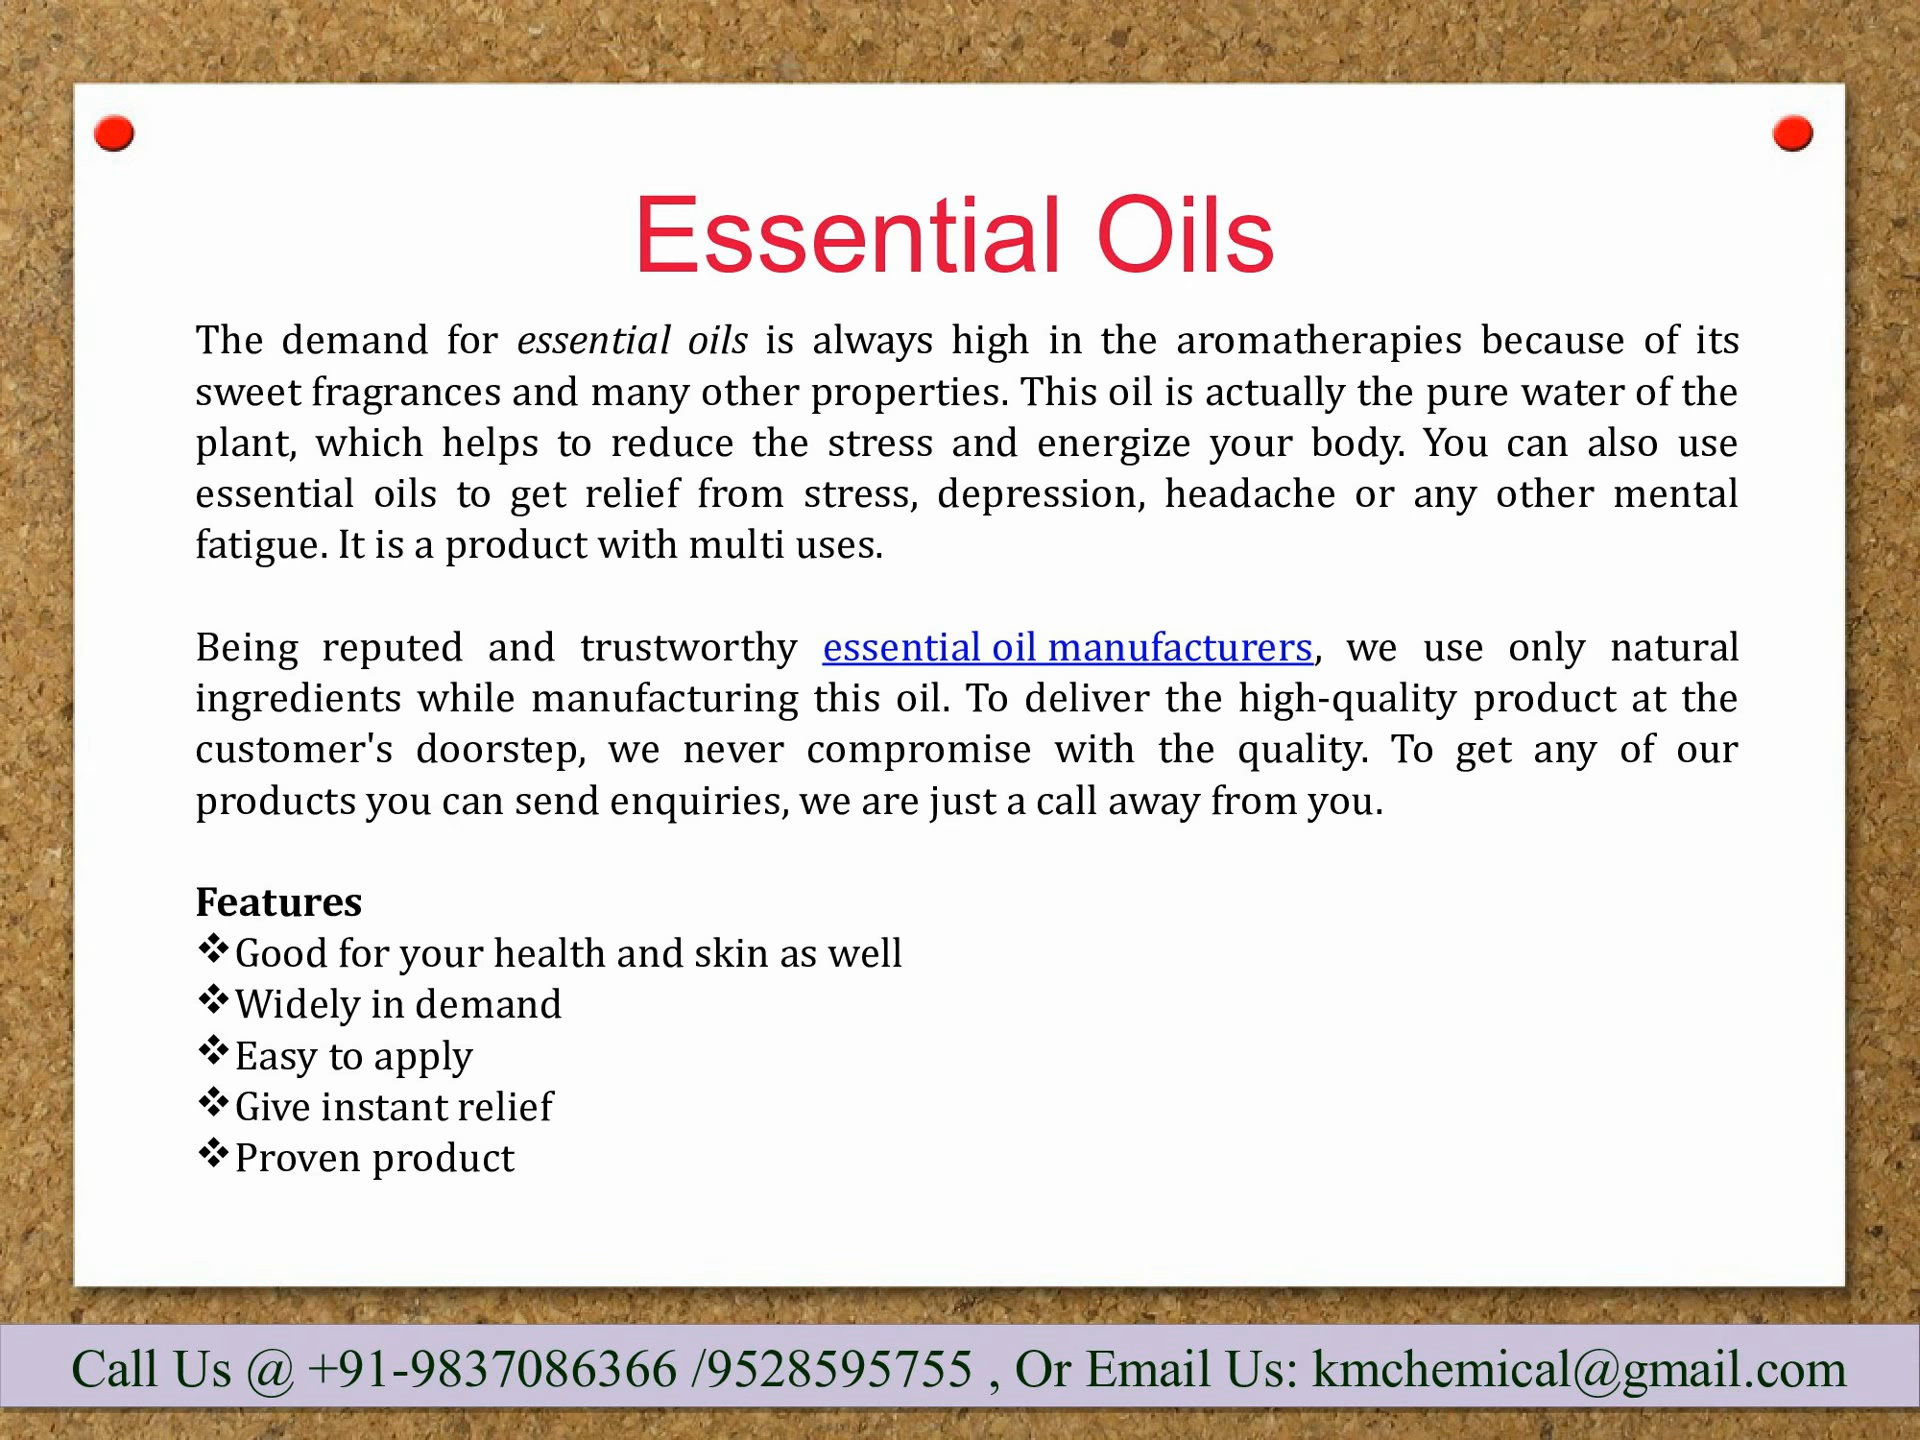 Essential Oils
The demand for essential oils is always high in the aromatherapies because of its
sweet fragrances and many other properties. This oil is actually the pure water of the
plant, which helps to reduce the stress and energize your body. You can also use
essential oils to get relief from stress, depression, headache or any other mental
fatigue. It is a product with multi uses.
Being reputed and trustworthy essential oil manufacturers, we use only natural
ingredients while manufacturing this oil. To deliver the high-quality product at the
customer's doorstep, we never compromise with the quality. To get any of our
products you can send enquiries, we are just a call away from you.
Features
❖Good for your health and skin as well
❖Widely in demand
❖Easy to apply
❖Give instant relief
❖Proven product
Call Us @ +91-9837086366 /9528595755 , Or Email Us: kmchemical@gmail.com